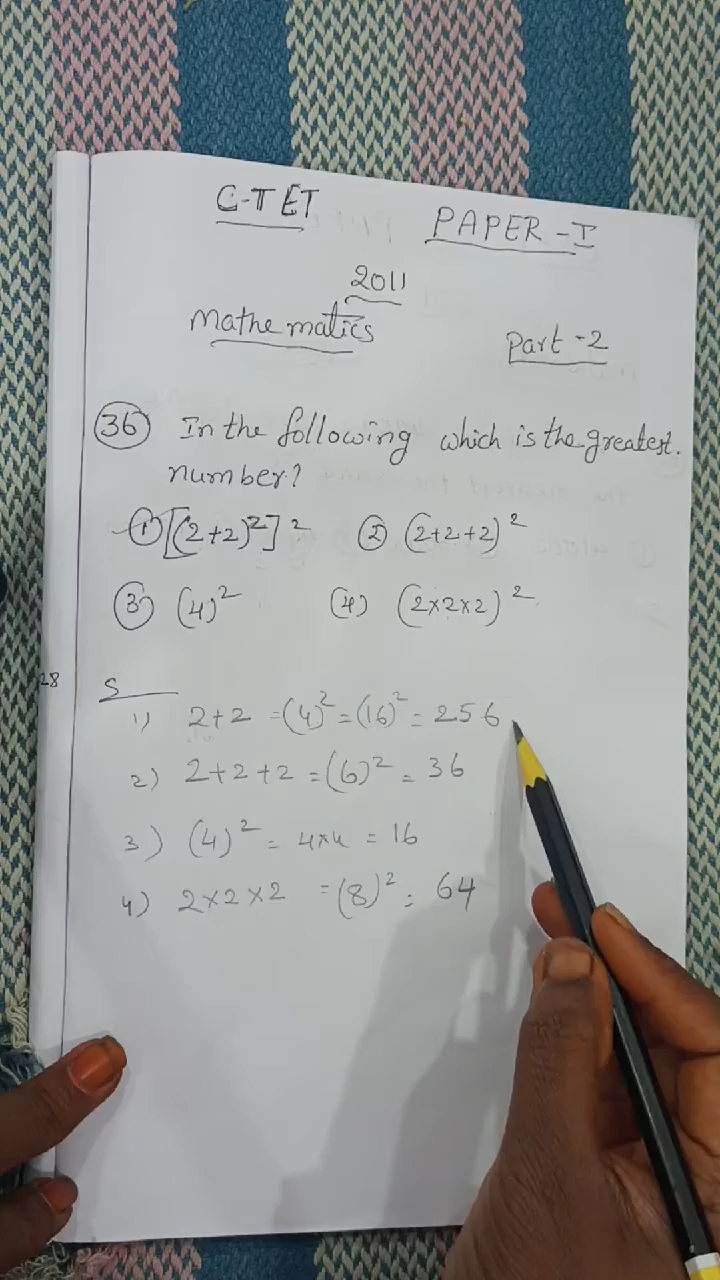 C-TET PAPER-I
2011
Mathematics Part-2
36 In the following which is the greatest.
number?
① [(2+2)²]² ② (2+2+2)²
③ (4)² (4) (2×2×2)²
28
S
1) 2+2 =(4)²=(16)²= 256
2) 2+2+2 =(6)² = 36
3) (4)² = 4×4 = 16
4) 2×2×2 =(8)²= 64